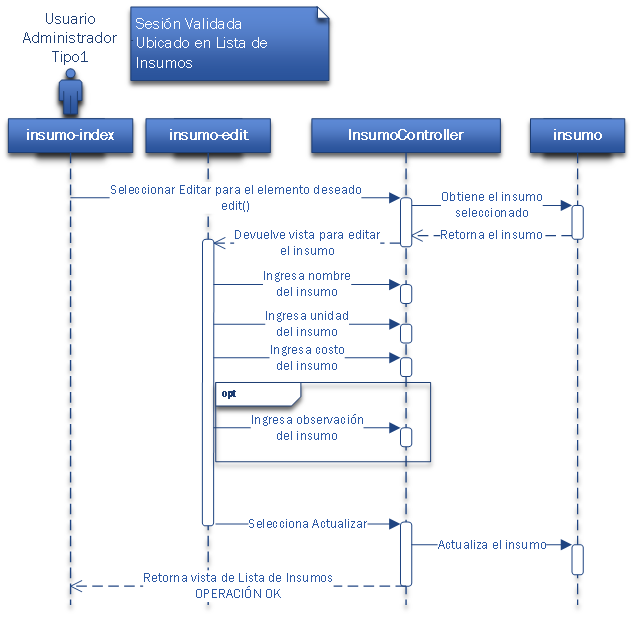 Usuario
Administrador
Tipo1
Sesión Validada
Ubicado en Lista de
Insumos
insumo-index
insumo-edit
InsumoController
insumo
Seleccionar Editar para el elemento deseado
edit()
Obtiene el insumo
seleccionado
Devuelve vista para editar
el insumo
Retorna el insumo
Ingresa nombre
del insumo
Ingresa unidad
del insumo
Ingresa costo
del insumo
opt
Ingresa observación
del insumo
Selecciona Actualizar
Actualiza el insumo
Retorna vista de Lista de Insumos
OPERACIÓN OK